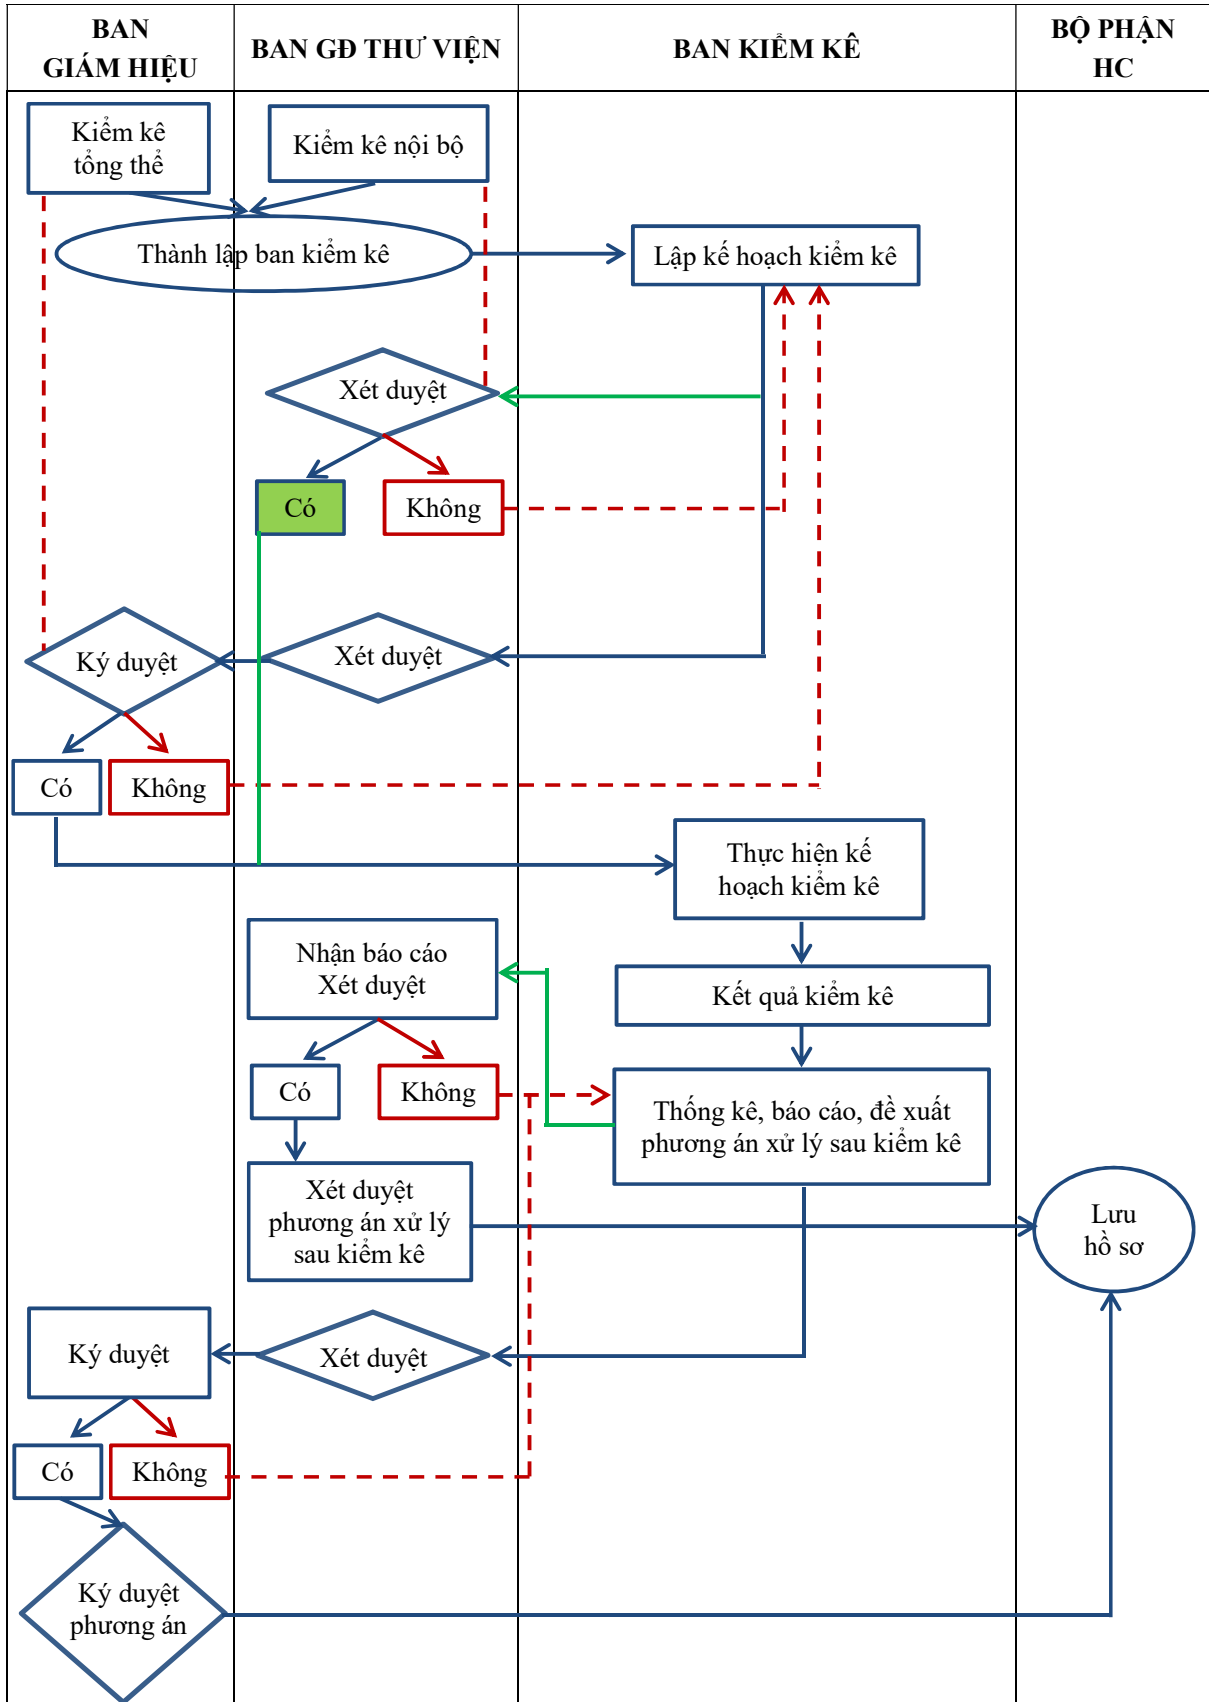 BAN
GIÁM HIỆU
BAN GĐ THƯ VIỆN
BAN KIỂM KÊ
BỘ PHẬN
HC
Kiểm kê
tổng thể
Kiểm kê nội bộ
Thành lập ban kiểm kê
Lập kế hoạch kiểm kê
Xét duyệt
Có
Không
Ký duyệt
Xét duyệt
Có
Không
Thực hiện kế
hoạch kiểm kê
Nhận báo cáo
Xét duyệt
Kết quả kiểm kê
Có
Không
Thống kê, báo cáo, đề xuất
phương án xử lý sau kiểm kê
Xét duyệt
phương án xử lý
sau kiểm kê
Lưu
hồ sơ
Ký duyệt
Xét duyệt
Có
Không
Ký duyệt
phương án